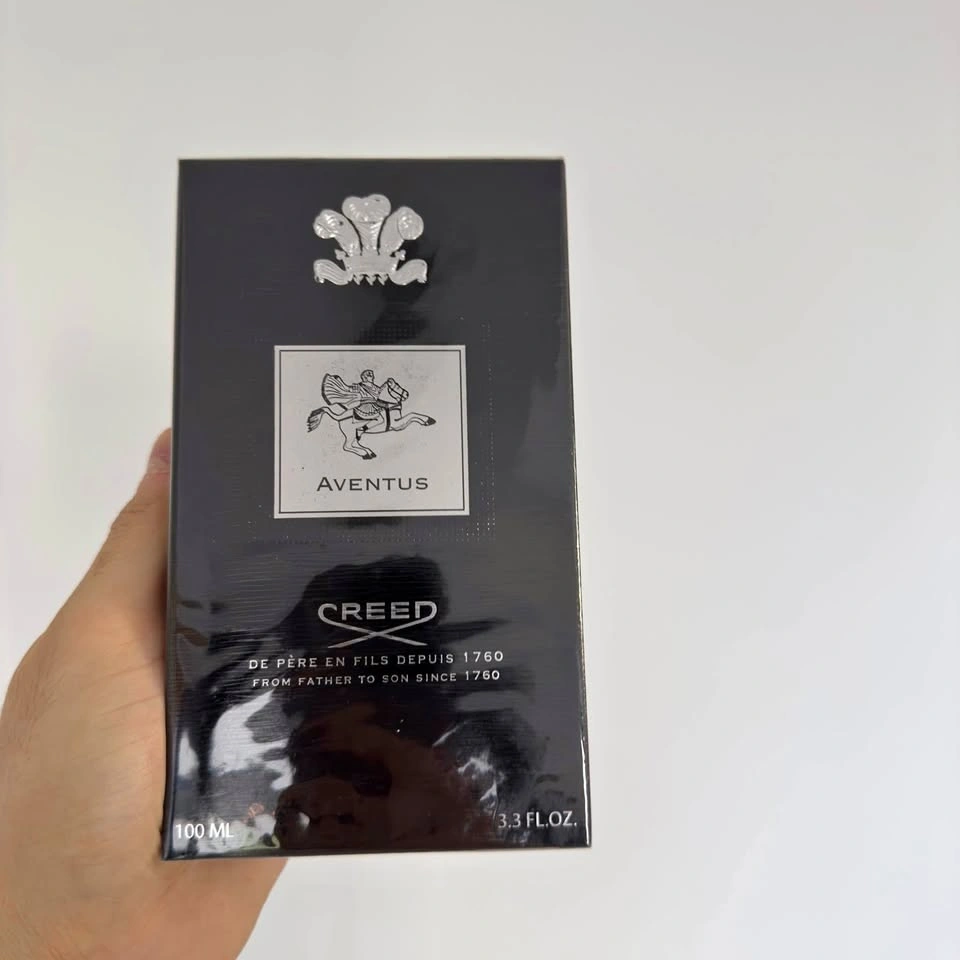 AVENTUS
CREED
DE PÈRE EN FILS DEPUIS 1760
FROM FATHER TO SON SINCE 1760
100 ML
3.3 FL.OZ.